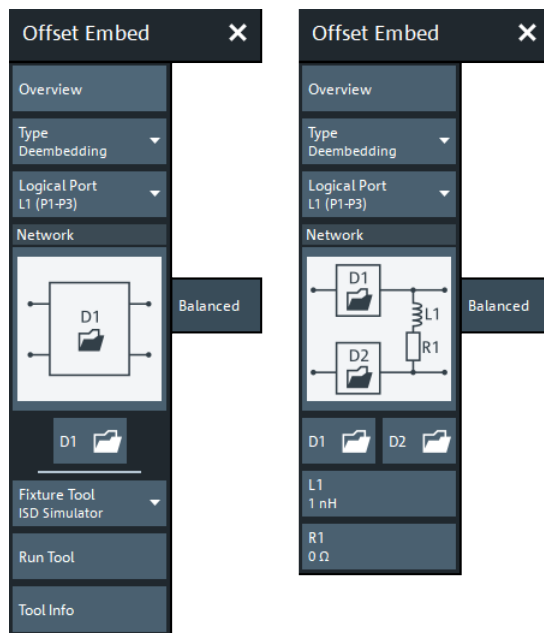 Offset Embed
Overview
Type
Deembedding
Logical Port
L1 (P1-P3)
Network
D1
Balanced
D1
Fixture Tool
ISD Simulator
Run Tool
Tool Info
Offset Embed
Overview
Type
Deembedding
Logical Port
L1 (P1-P3)
Network
D1
L1
D2
R1
Balanced
D1 D2
L1
1 nH
R1
0 Ω